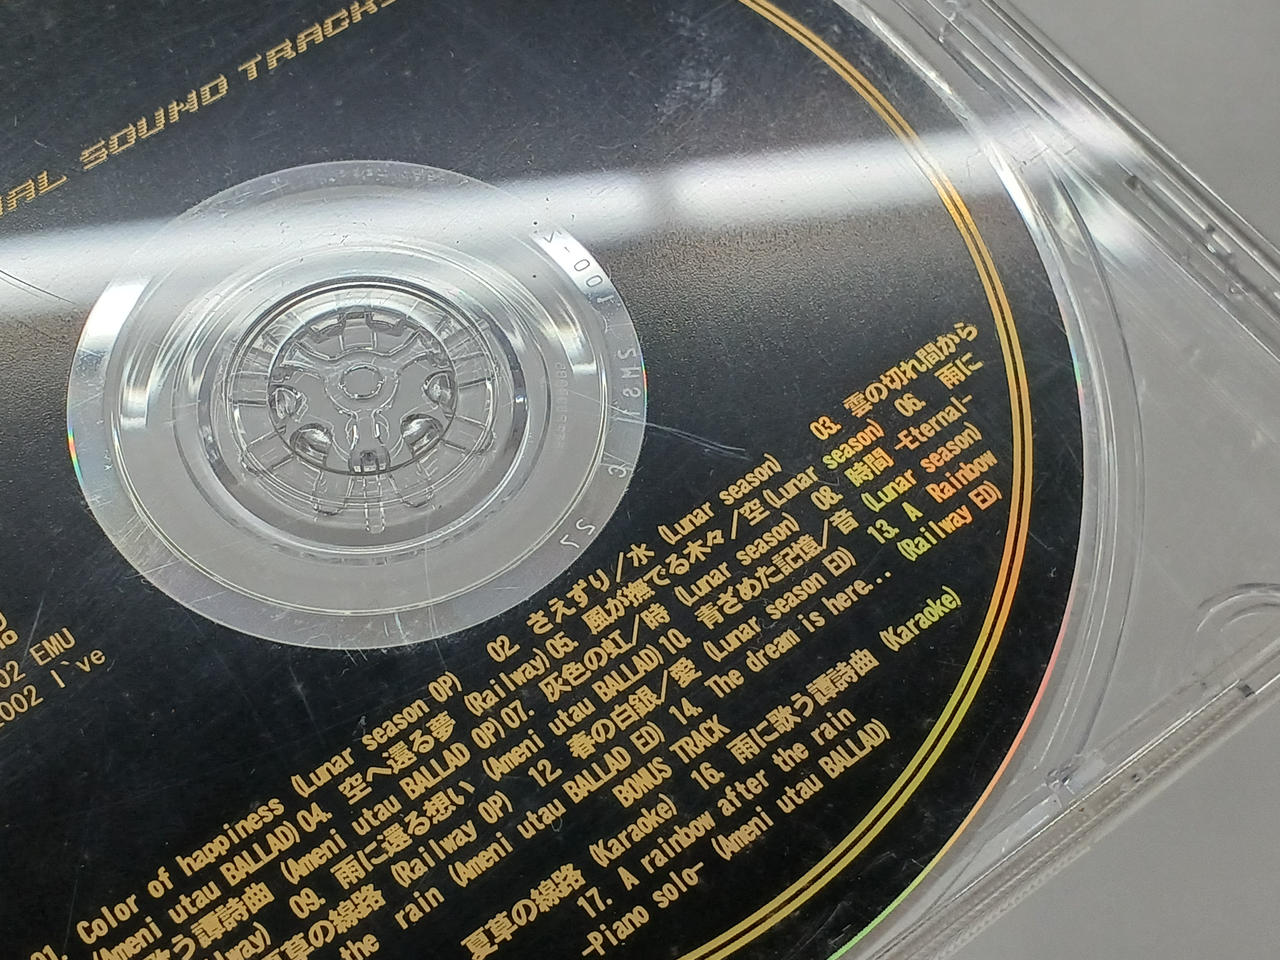 AL SOUND TRACKS
02 EMU
2002 I've
01. Color of happiness (Lunar season OP) 02. さえずり／水 (Lunar season) 03. 雲の切れ間から
(Ameni utau BALLAD) 04. 空へ還る夢 (Railway) 05. 風が撫でる木々／空 (Lunar season) 06. 雨に
歌う譚詩曲 (Ameni utau BALLAD OP) 07. 灰色の虹／時 (Lunar season) 08. 時間 -Eternal-
lway) 09. 雨に還る想い (Ameni utau BALLAD) 10. 青ざめた記憶／音 (Lunar season)
夏草の線路 (Railway OP) 12. 春の白銀／愛 (Lunar season ED) 13. A Rainbow
the rain (Ameni utau BALLAD ED) 14. The dream is here... (Railway ED)
BONUS TRACK
夏草の線路 (Karaoke) 16. 雨に歌う譚詩曲 (Karaoke)
17. A rainbow after the rain
-Piano solo- (Ameni utau BALLAD)